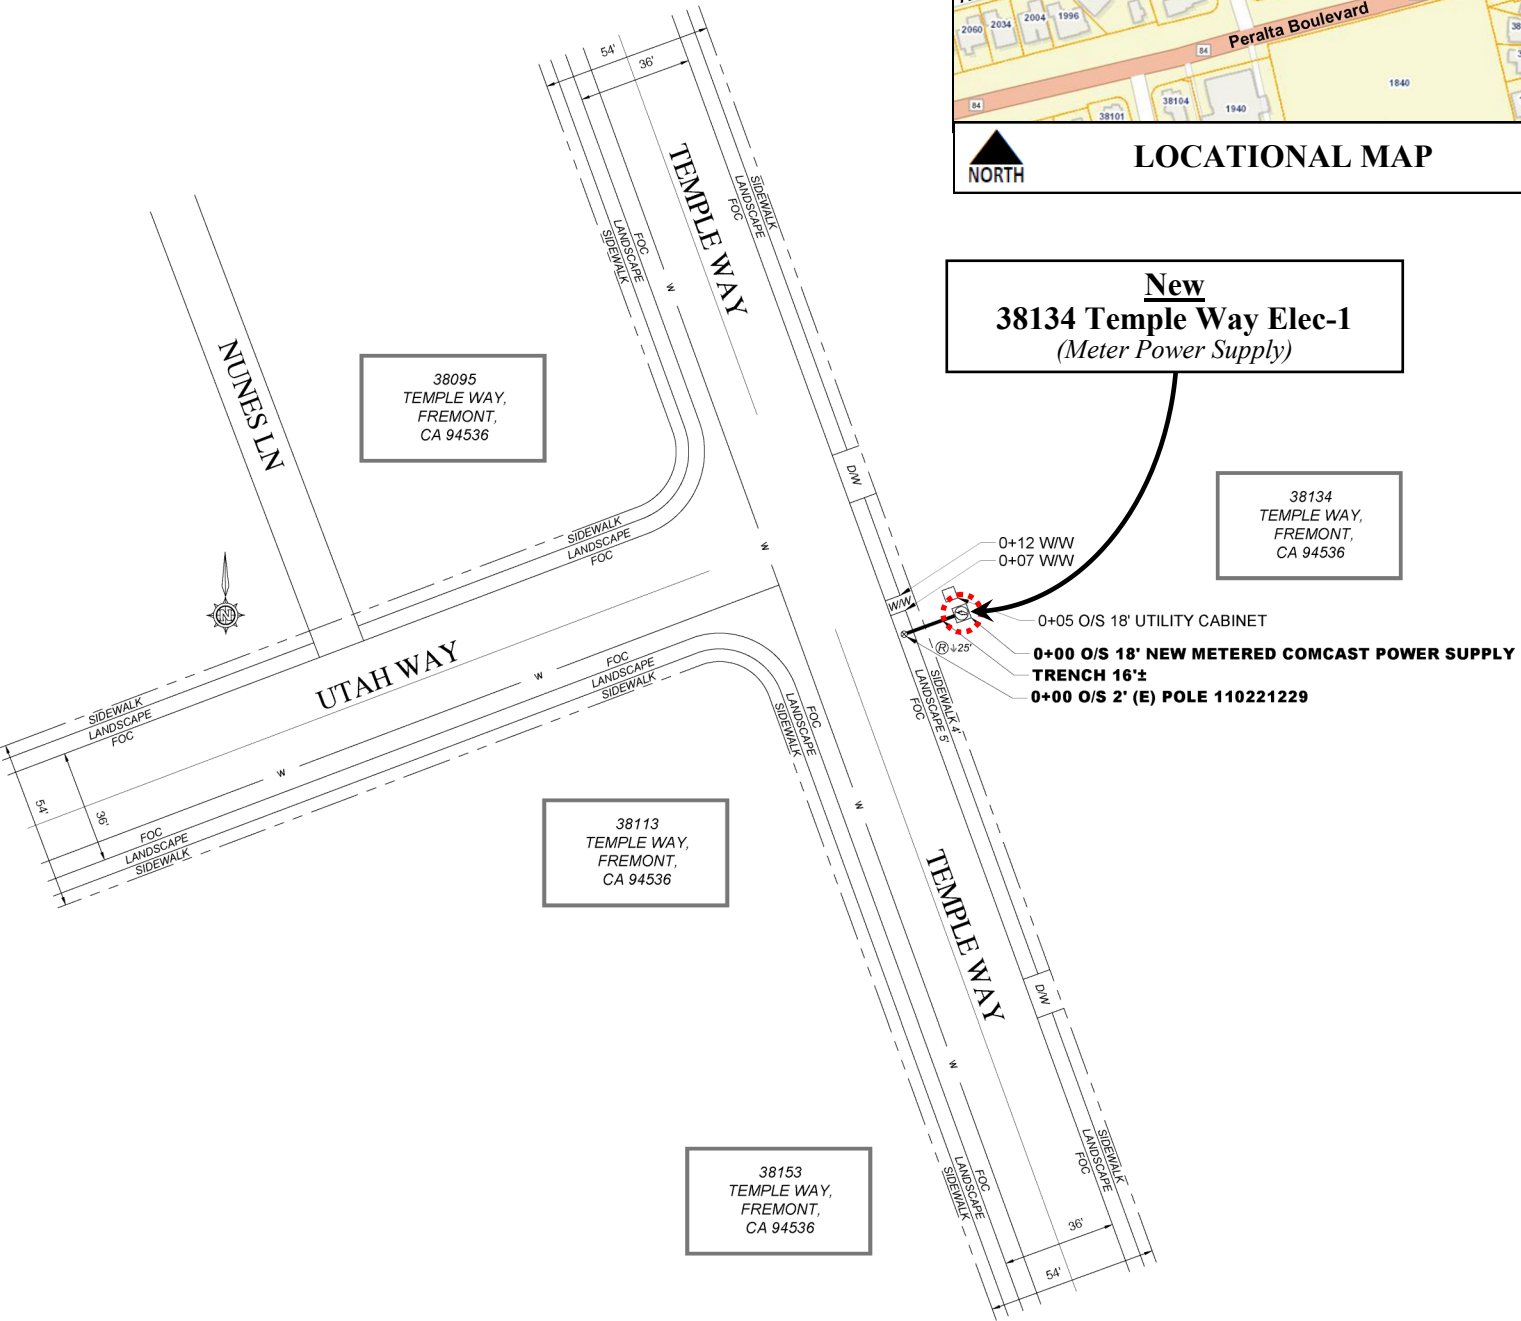 2060
2034
2004
1996
84
Peralta Boulevard
84
38101
38104
1940
1840
38
3
NORTH
LOCATIONAL MAP
New
38134 Temple Way Elec-1
(Meter Power Supply)
54'
36'
TEMPLE WAY
SIDEWALK
LANDSCAPE
FOC
FOC
LANDSCAPE
SIDEWALK
W
NUNES LN
38095
TEMPLE WAY,
FREMONT,
CA 94536
38134
TEMPLE WAY,
FREMONT,
CA 94536
D/W
SIDEWALK
LANDSCAPE
FOC
W
0+12 W/W
0+07 W/W
W/W
N
0+05 O/S 18' UTILITY CABINET
0+00 O/S 18' NEW METERED COMCAST POWER SUPPLY
TRENCH 16'±
0+00 O/S 2' (E) POLE 110221229
R ↓25'
SIDEWALK 4'
LANDSCAPE 5'
FOC
UTAH WAY
FOC
LANDSCAPE
SIDEWALK
W
SIDEWALK
LANDSCAPE
FOC
FOC
LANDSCAPE
SIDEWALK
W
54'
36'
FOC
LANDSCAPE
SIDEWALK
W
38113
TEMPLE WAY,
FREMONT,
CA 94536
TEMPLE WAY
D/W
W
38153
TEMPLE WAY,
FREMONT,
CA 94536
SIDEWALK
LANDSCAPE
FOC
FOC
LANDSCAPE
SIDEWALK
36'
54'